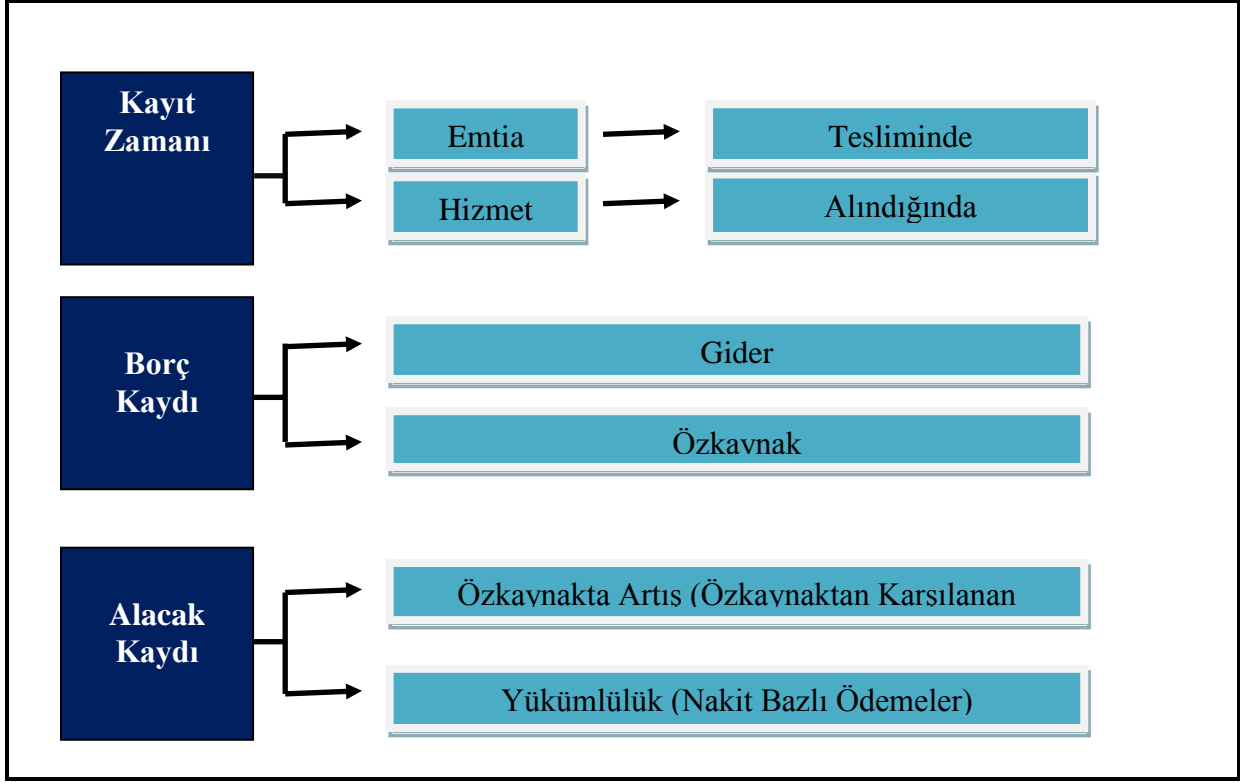 Kayıt
Zamanı
Emtia
Tesliminde
Hizmet
Alındığında
Borç
Kaydı
Gider
Özkaynak
Alacak
Kaydı
Özkaynakta Artış (Özkaynaktan Karşılanan
Yükümlülük (Nakit Bazlı Ödemeler)